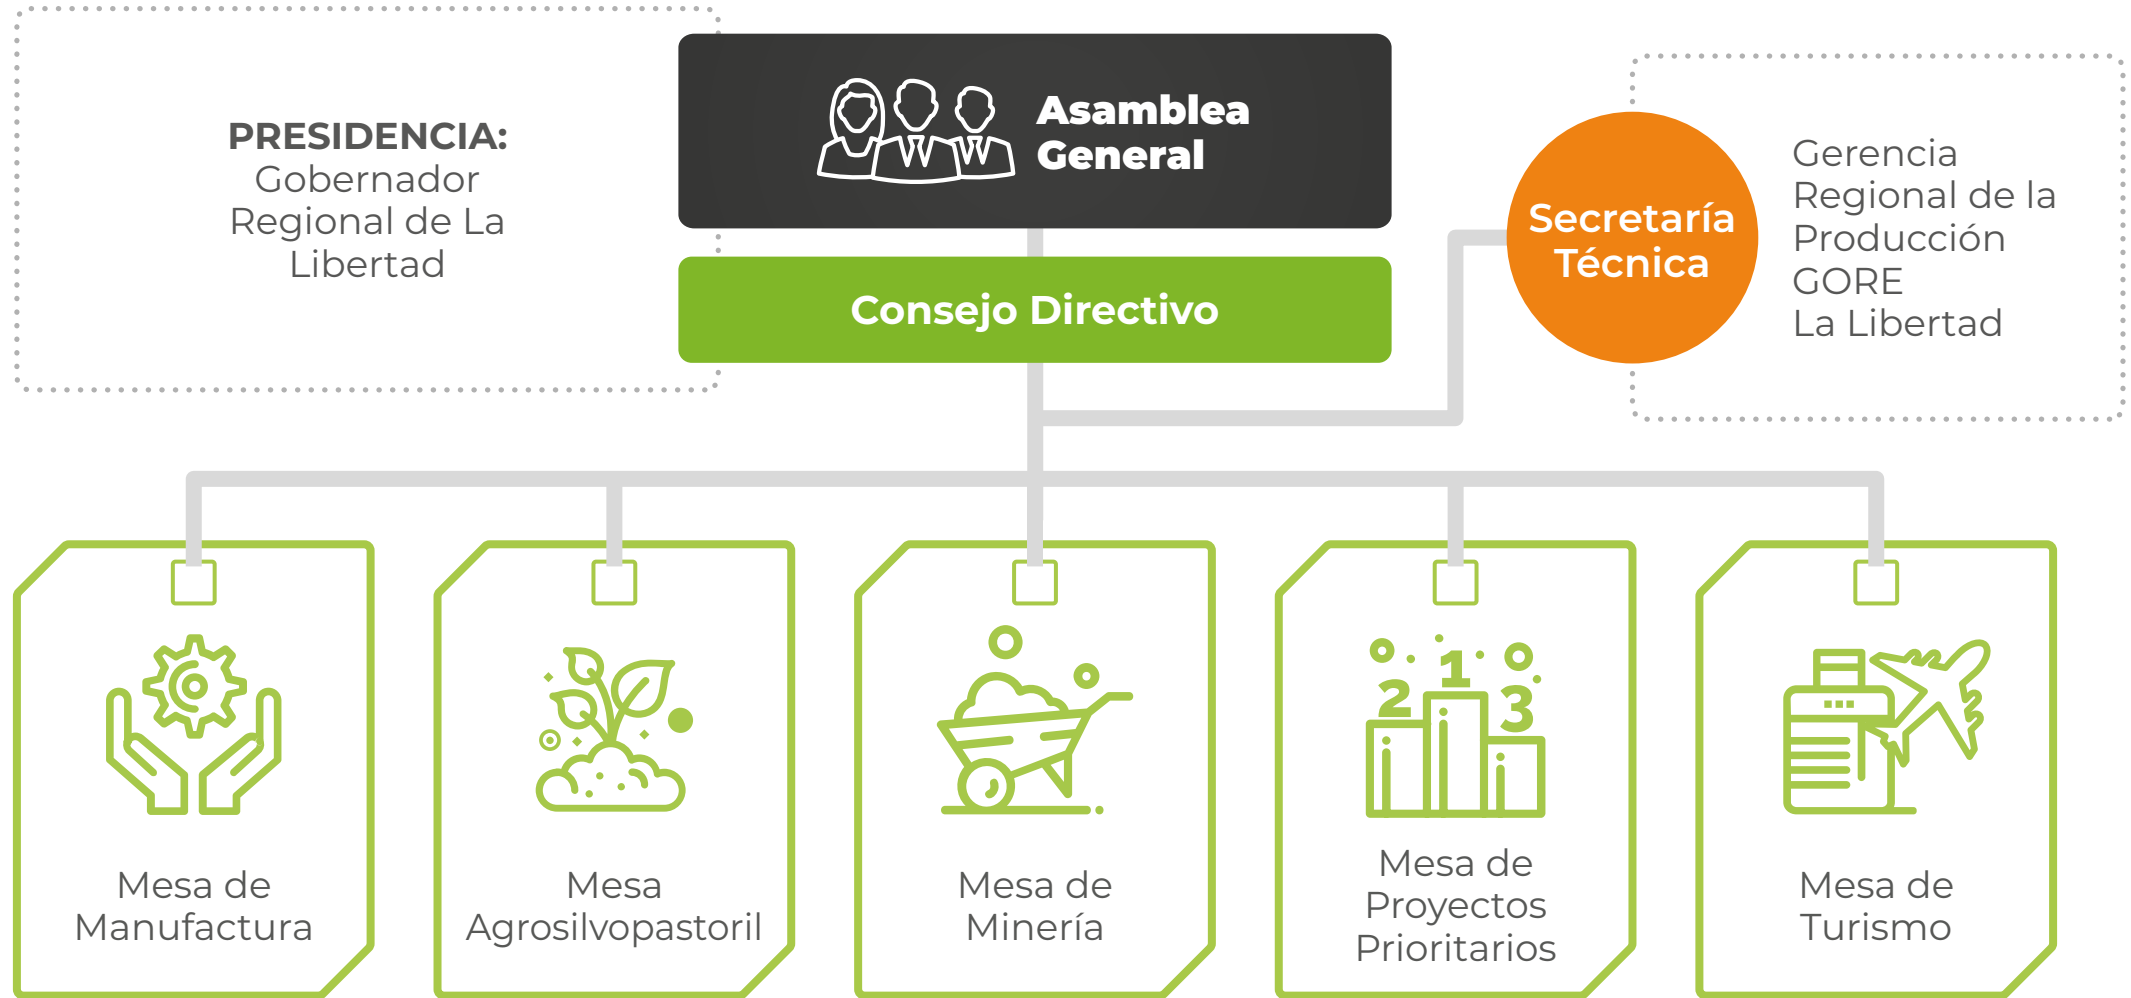 PRESIDENCIA:
Gobernador
Regional de La
Libertad
Asamblea
General
Consejo Directivo
Secretaría
Técnica
Gerencia
Regional de la
Producción
GORE
La Libertad
Mesa de
Manufactura
Mesa
Agrosilvopastoril
Mesa de
Minería
2
1
3
Mesa de
Proyectos
Prioritarios
Mesa de
Turismo